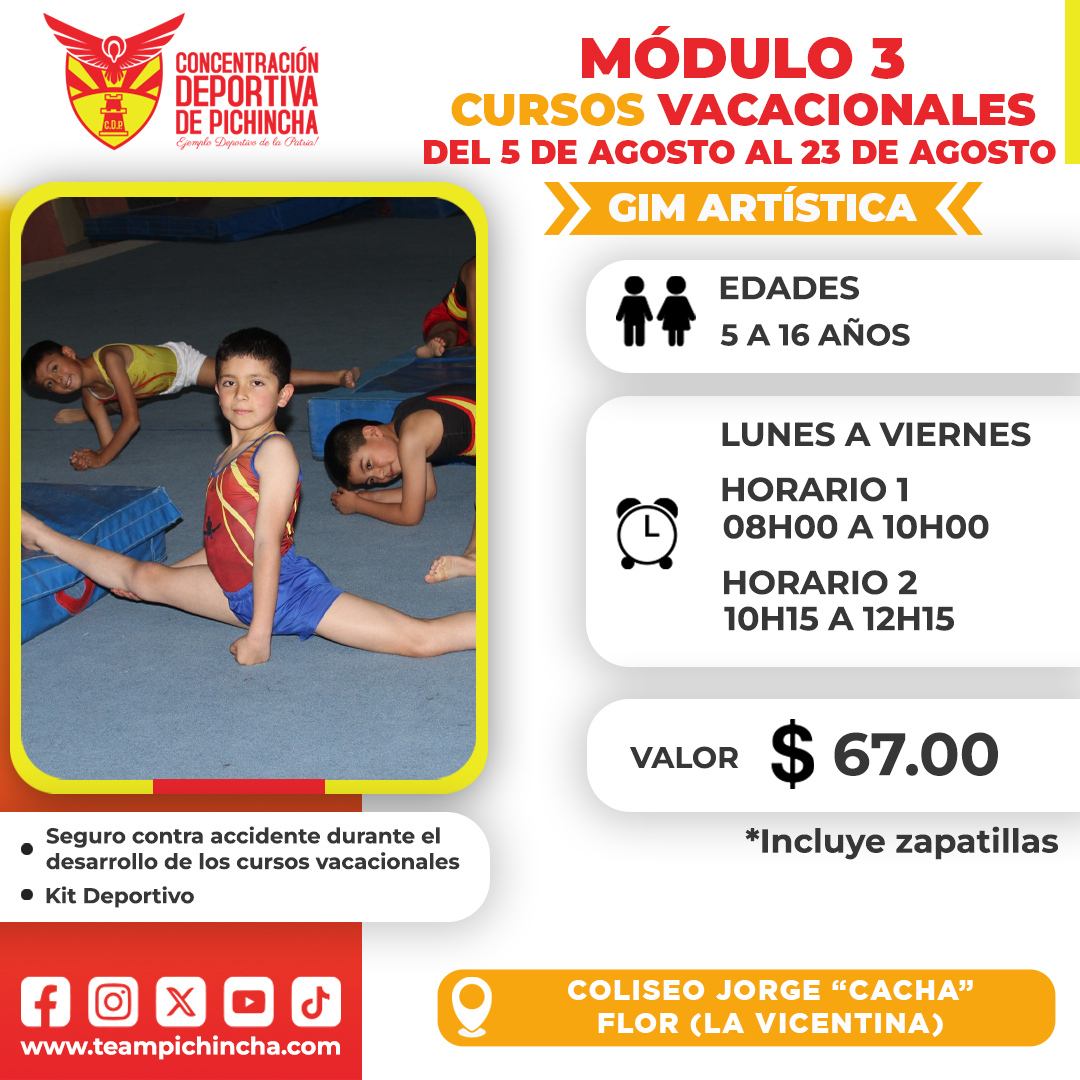 CONCENTRACIÓN
DEPORTIVA
DE PICHINCHA
Ejemplo Deportivo de la Patria!
C.D.P.
MÓDULO 3
CURSOS VACACIONALES
DEL 5 DE AGOSTO AL 23 DE AGOSTO
GIM ARTÍSTICA
EDADES
5 A 16 AÑOS
LUNES A VIERNES
HORARIO 1
08H00 A 10H00
HORARIO 2
10H15 A 12H15
VALOR $ 67.00
*Incluye zapatillas
• Seguro contra accidente durante el
desarrollo de los cursos vacacionales
• Kit Deportivo
www.teampichincha.com
COLISEO JORGE “CACHA”
FLOR (LA VICENTINA)